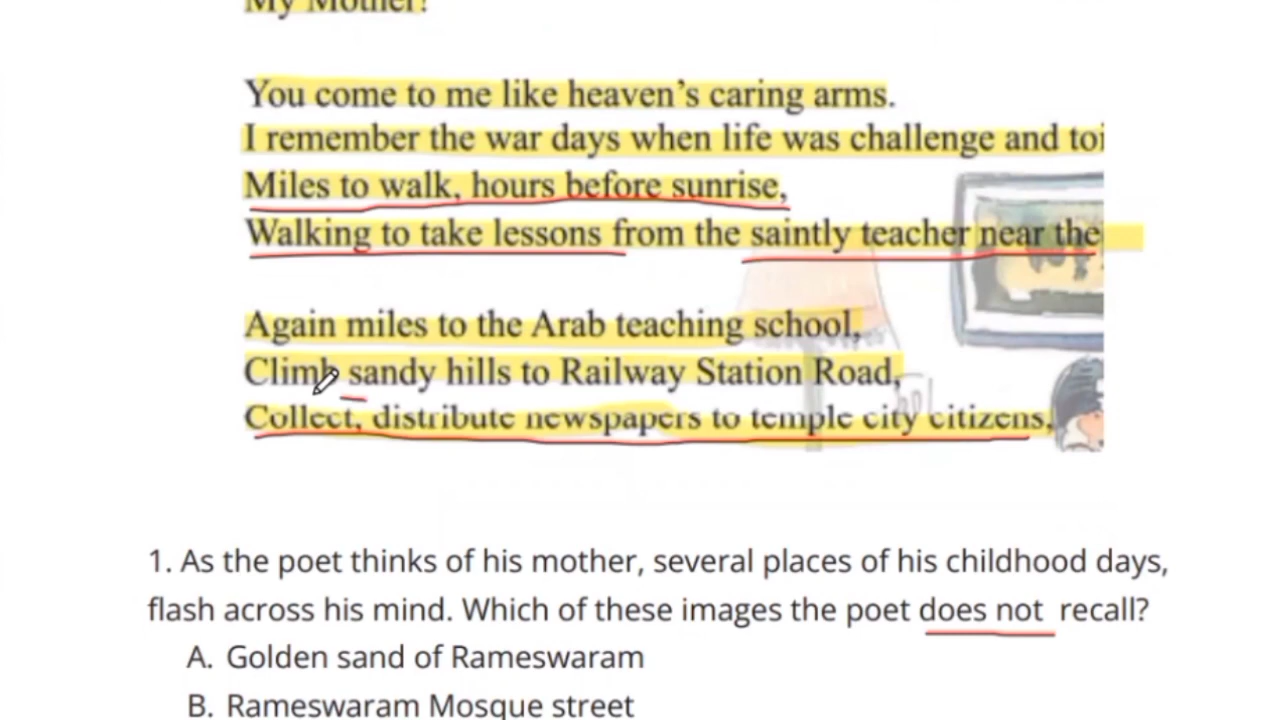 My Mother!
You come to me like heaven's caring arms.
I remember the war days when life was challenge and toi
Miles to walk, hours before sunrise,
Walking to take lessons from the saintly teacher near the
Again miles to the Arab teaching school,
Climb sandy hills to Railway Station Road,
Collect, distribute newspapers to temple city citizens,
1. As the poet thinks of his mother, several places of his childhood days,
flash across his mind. Which of these images the poet does not recall?
A. Golden sand of Rameswaram
B. Rameswaram Mosque street